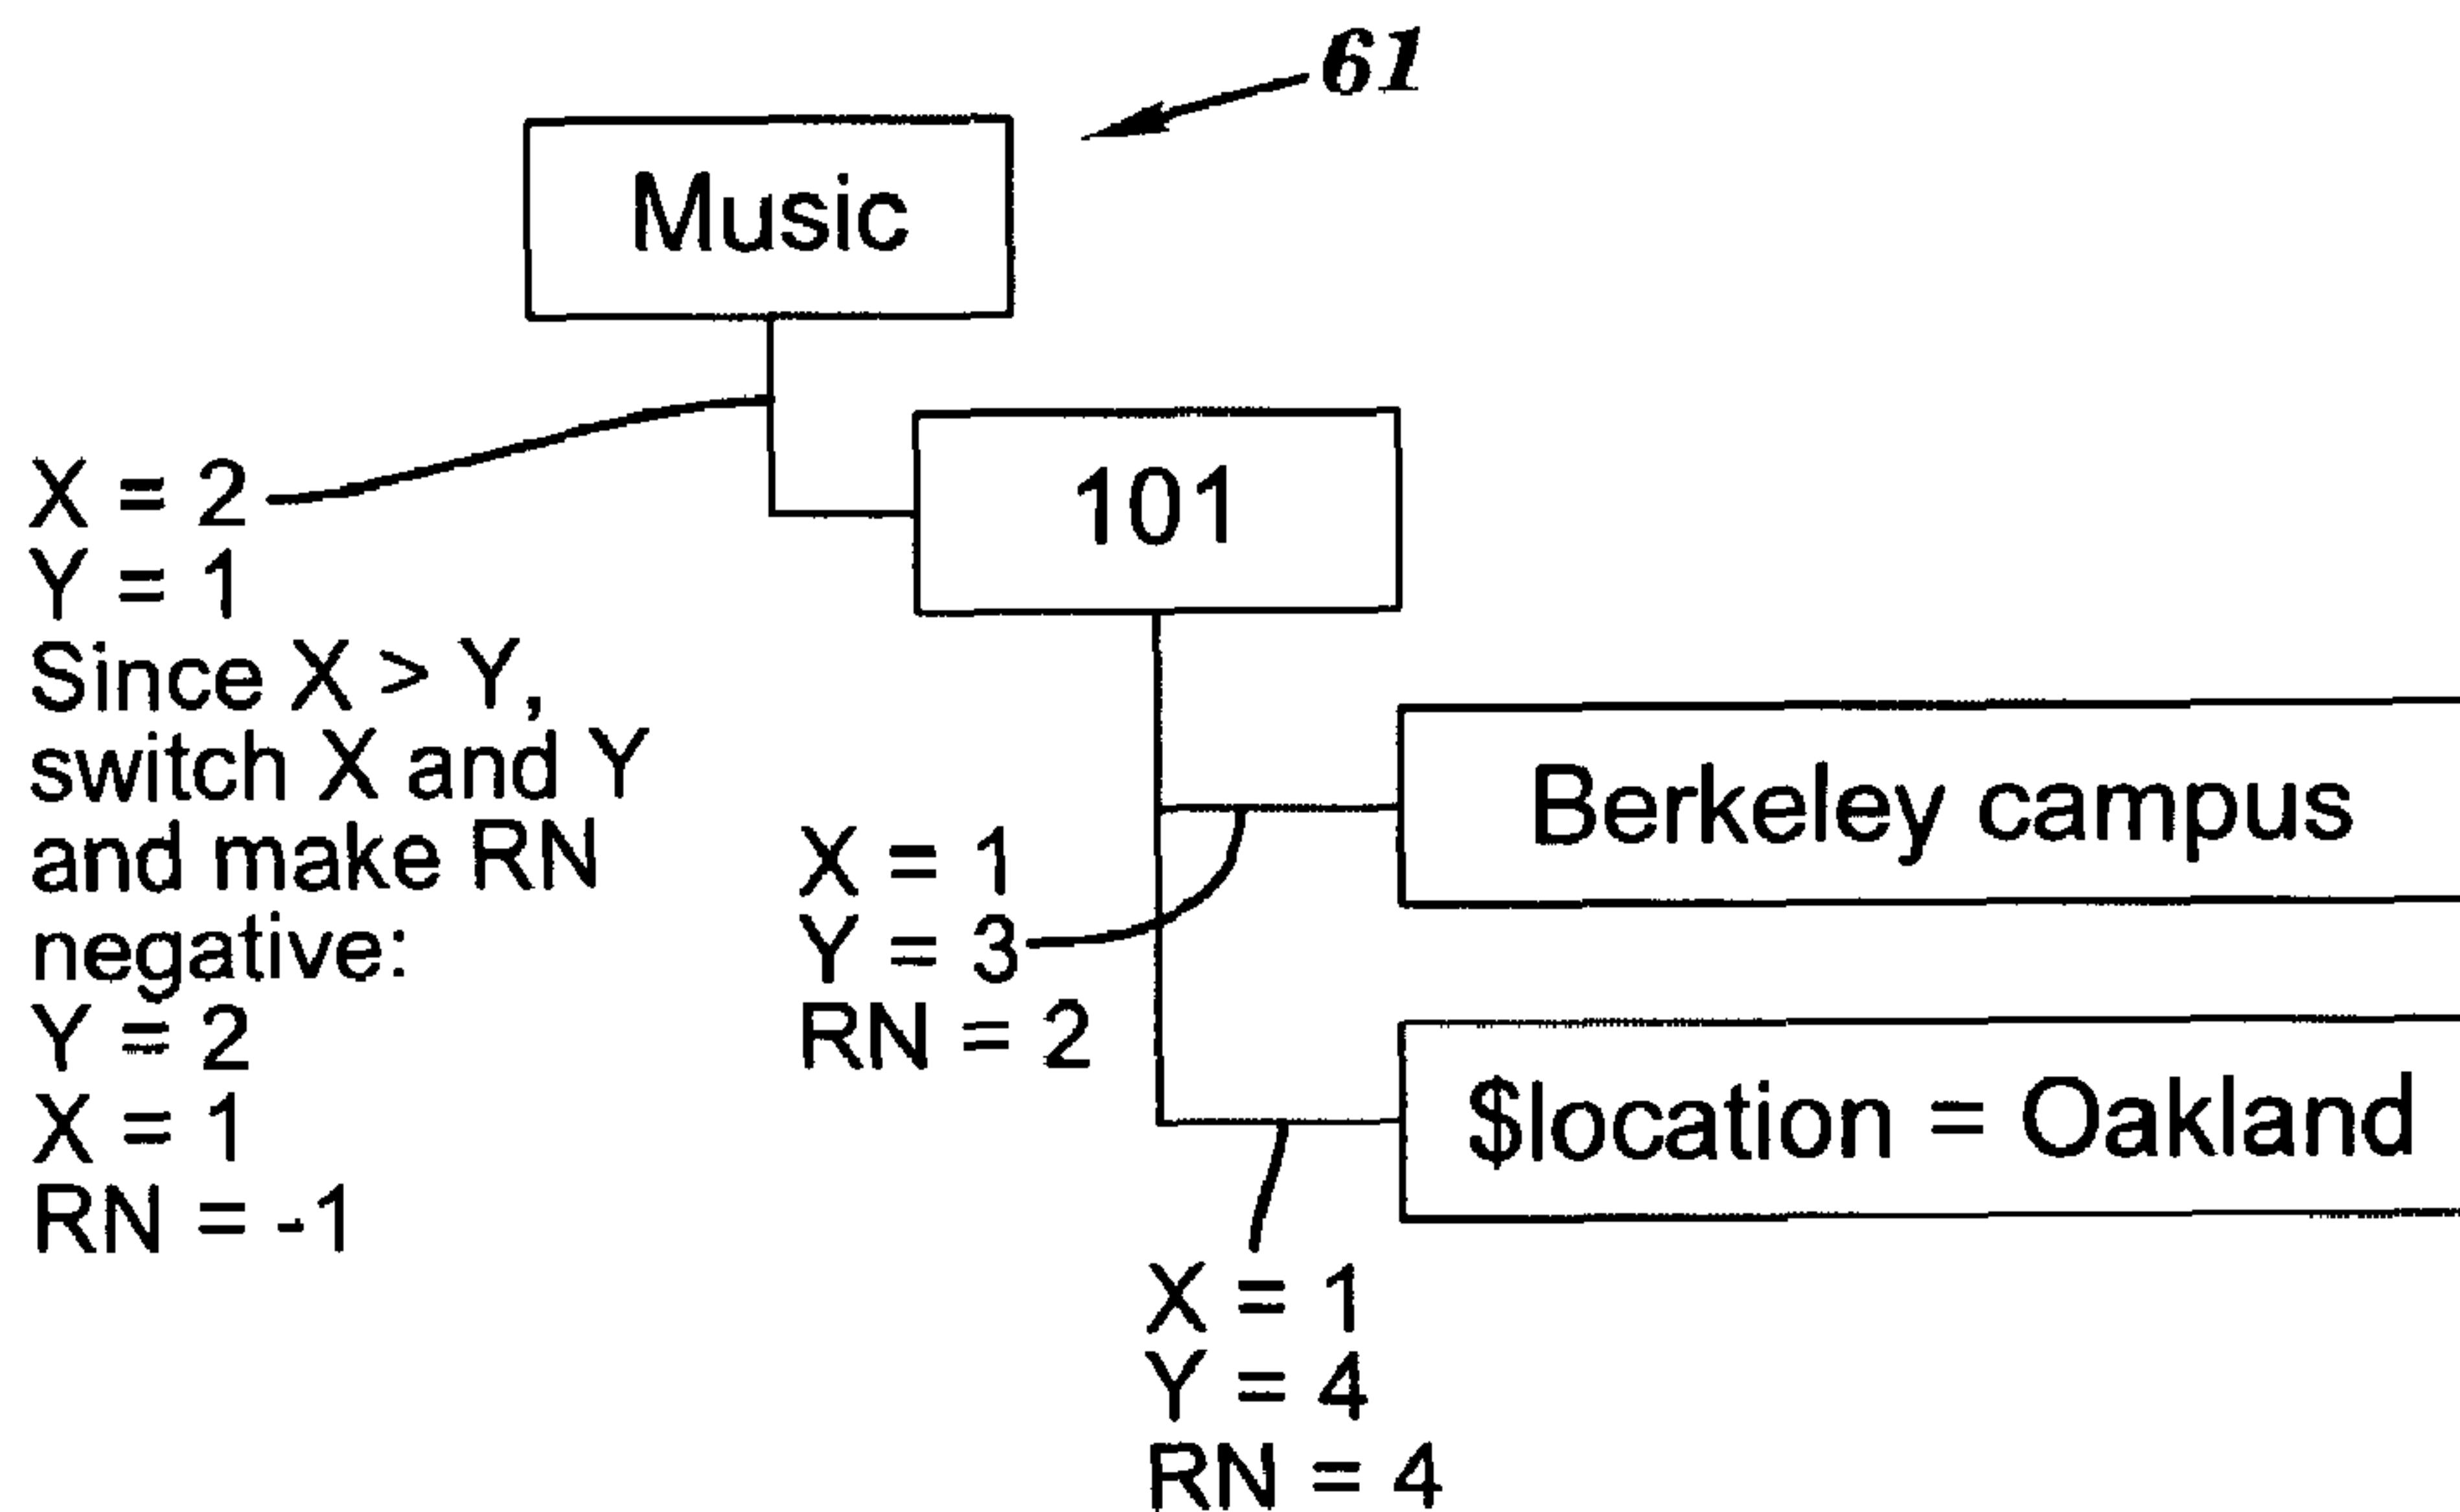 61
Music
101
X = 2
Y = 1
Since X > Y,
switch X and Y
and make RN
negative:
Y = 2
X = 1
RN = -1
Berkeley campus
X = 1
Y = 3
RN = 2
$location = Oakland
X = 1
Y = 4
RN = 4